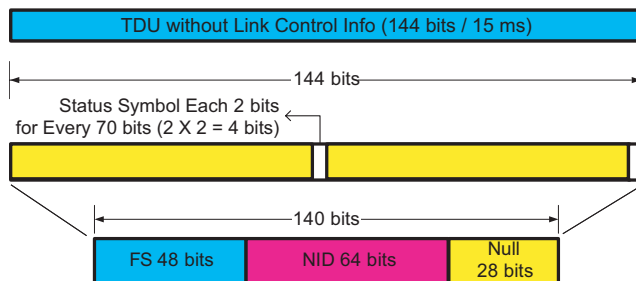 TDU without Link Control Info (144 bits / 15 ms)
144 bits
Status Symbol Each 2 bits
for Every 70 bits (2 X 2 = 4 bits)
140 bits
FS 48 bits
NID 64 bits
Null
28 bits